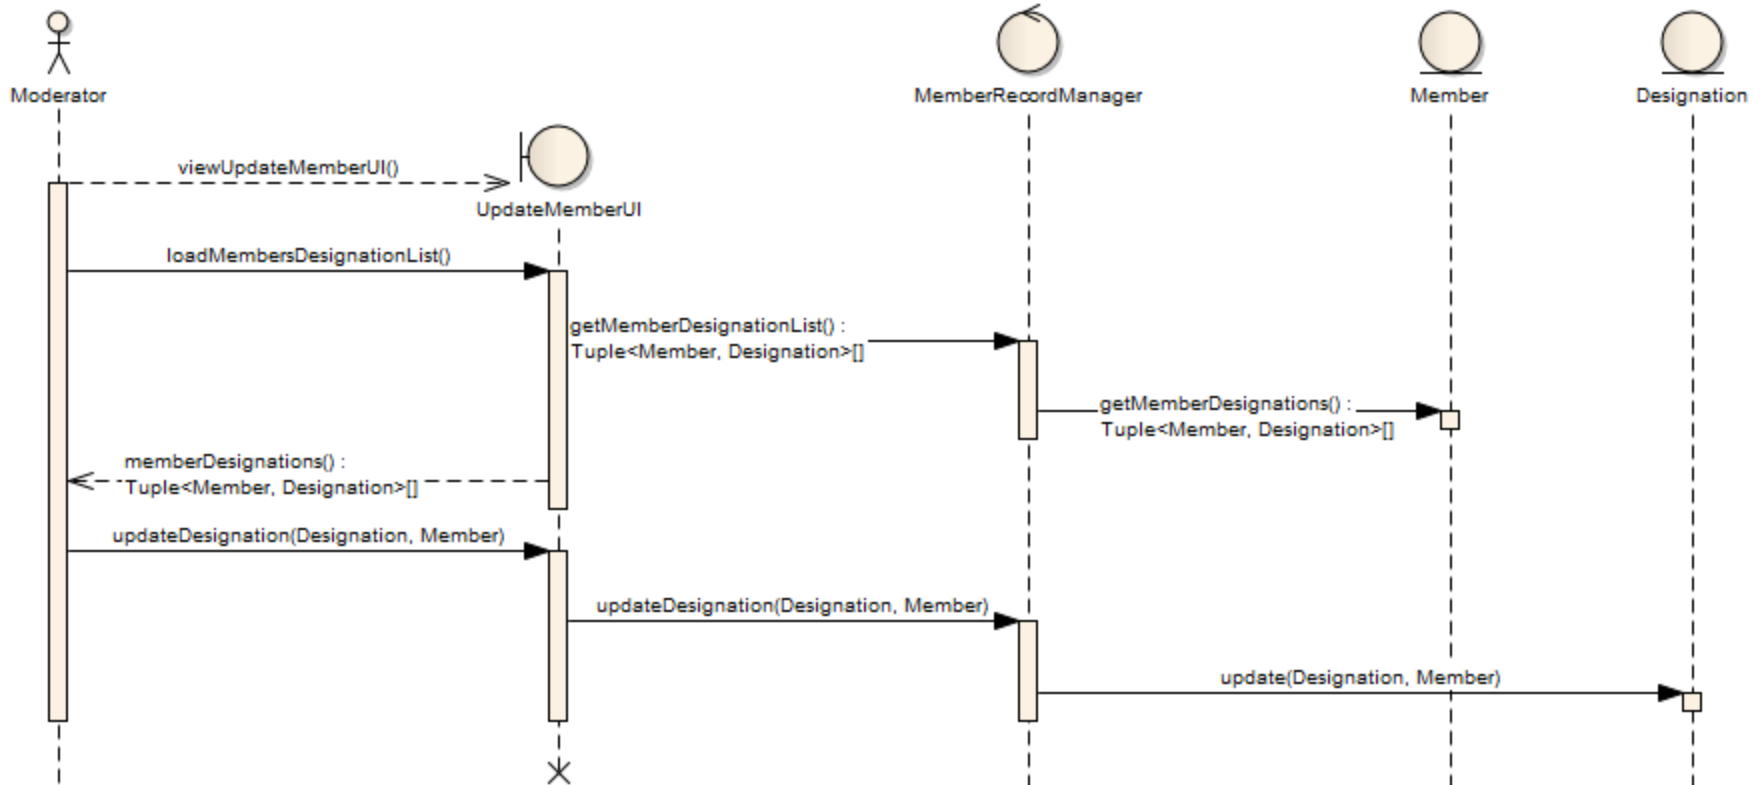 Moderator
MemberRecordManager
Member
Designation
viewUpdateMemberUI()
UpdateMemberUI
loadMembersDesignationList()
getMemberDesignationList() :
Tuple<Member, Designation>[]
getMemberDesignations() :
Tuple<Member, Designation>[]
memberDesignations() :
Tuple<Member, Designation>[]
updateDesignation(Designation, Member)
updateDesignation(Designation, Member)
update(Designation, Member)